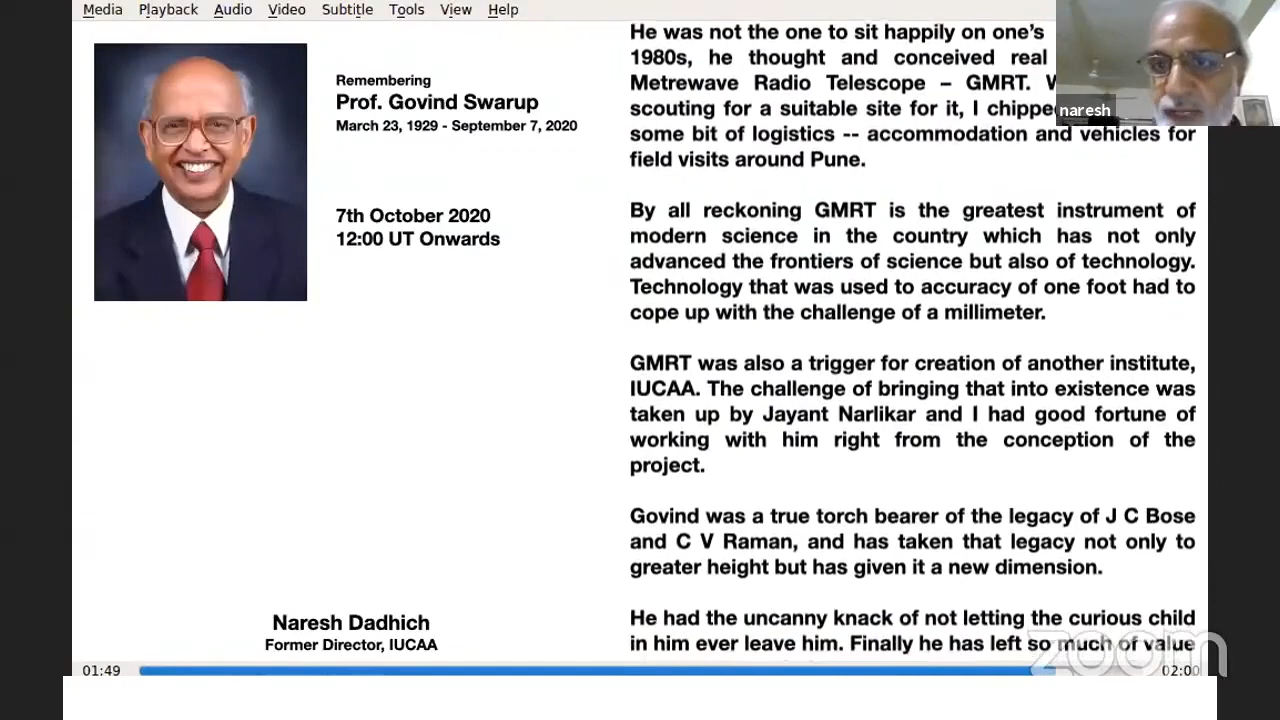 Media Playback Audio Video Subtitle Tools View Help
Remembering
Prof. Govind Swarup
March 23, 1929 - September 7, 2020
7th October 2020
12:00 UT Onwards
Naresh Dadhich
Former Director, IUCAA
He was not the one to sit happily on one's
1980s, he thought and conceived real
Metrewave Radio Telescope – GMRT.
scouting for a suitable site for it, I chipped
some bit of logistics -- accommodation and vehicles for
field visits around Pune.
By all reckoning GMRT is the greatest instrument of
modern science in the country which has not only
advanced the frontiers of science but also of technology.
Technology that was used to accuracy of one foot had to
cope up with the challenge of a millimeter.
GMRT was also a trigger for creation of another institute,
IUCAA. The challenge of bringing that into existence was
taken up by Jayant Narlikar and I had good fortune of
working with him right from the conception of the
project.
Govind was a true torch bearer of the legacy of J C Bose
and C V Raman, and has taken that legacy not only to
greater height but has given it a new dimension.
He had the uncanny knack of not letting the curious child
in him ever leave him. Finally he has left so much of value
naresh
zoom
01:49
02:00